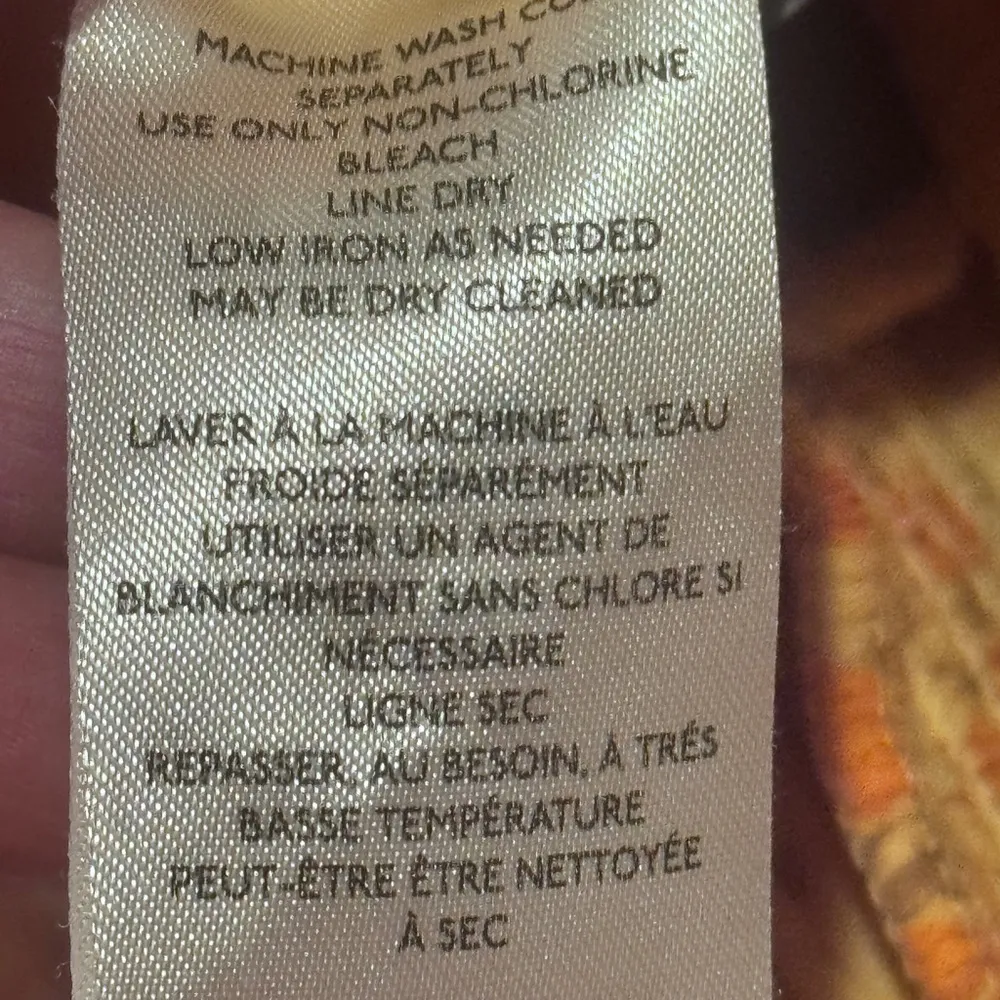 MACHINE WASH
SEPARATELY
USE ONLY NON-CHLORINE
BLEACH
LINE DRY
LOW IRON AS NEEDED
MAY BE DRY CLEANED
LAVER À LA MACHINE À L'EAU
FROIDE SÉPARÉMENT
UTILISER UN AGENT DE
BLANCHIMENT SANS CHLORE SI
NÉCESSAIRE
LIGNE SEC
REPASSER, AU BESOIN, À TRÉS
BASSE TEMPÉRATURE
PEUT-ÊTRE ÊTRE NETTOYÉE
À SEC